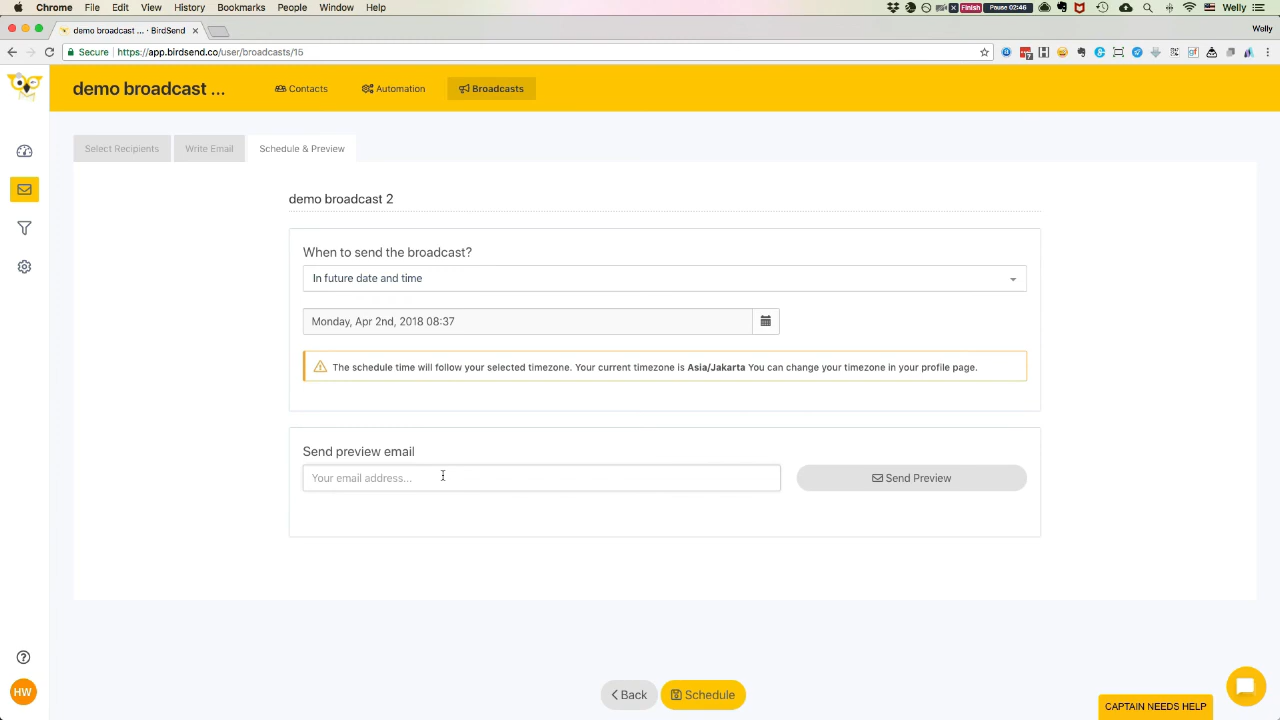 Chrome File Edit View History Bookmarks People Window Help
Finish Pause 02:46 Welly
demo broadcast ... · BirdSend
Welly
Secure https://app.birdsend.co/user/broadcasts/15
demo broadcast ... Contacts Automation Broadcasts
Select Recipients Write Email Schedule & Preview
demo broadcast 2
When to send the broadcast?
In future date and time
Monday, Apr 2nd, 2018 08:37
The schedule time will follow your selected timezone. Your current timezone is Asia/Jakarta You can change your timezone in your profile page.
Send preview email
Your email address...
Send Preview
HW
Back Schedule
CAPTAIN NEEDS HELP